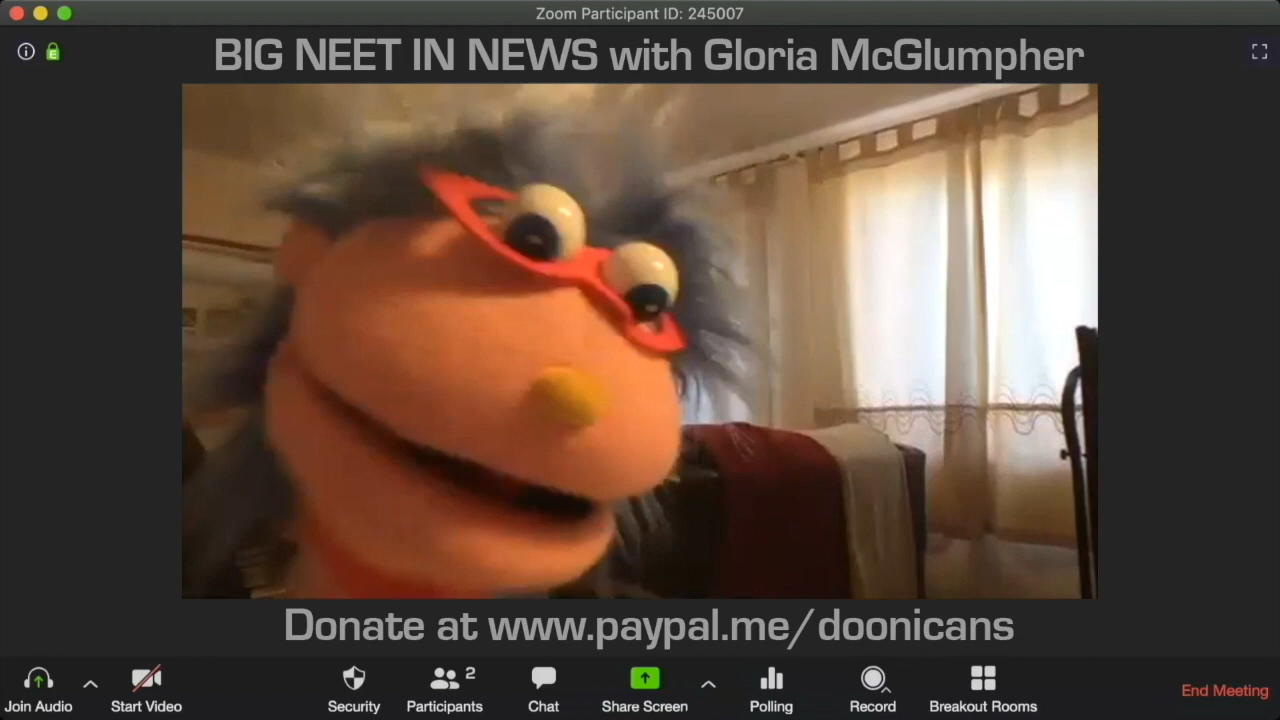 Zoom Participant ID: 245007
BIG NEET IN NEWS with Gloria McGlumpher
E
Donate at www.paypal.me/doonicans
2
Join Audio
Start Video
Security
Participants
Chat
Share Screen
Polling
Record
Breakout Rooms
End Meeting